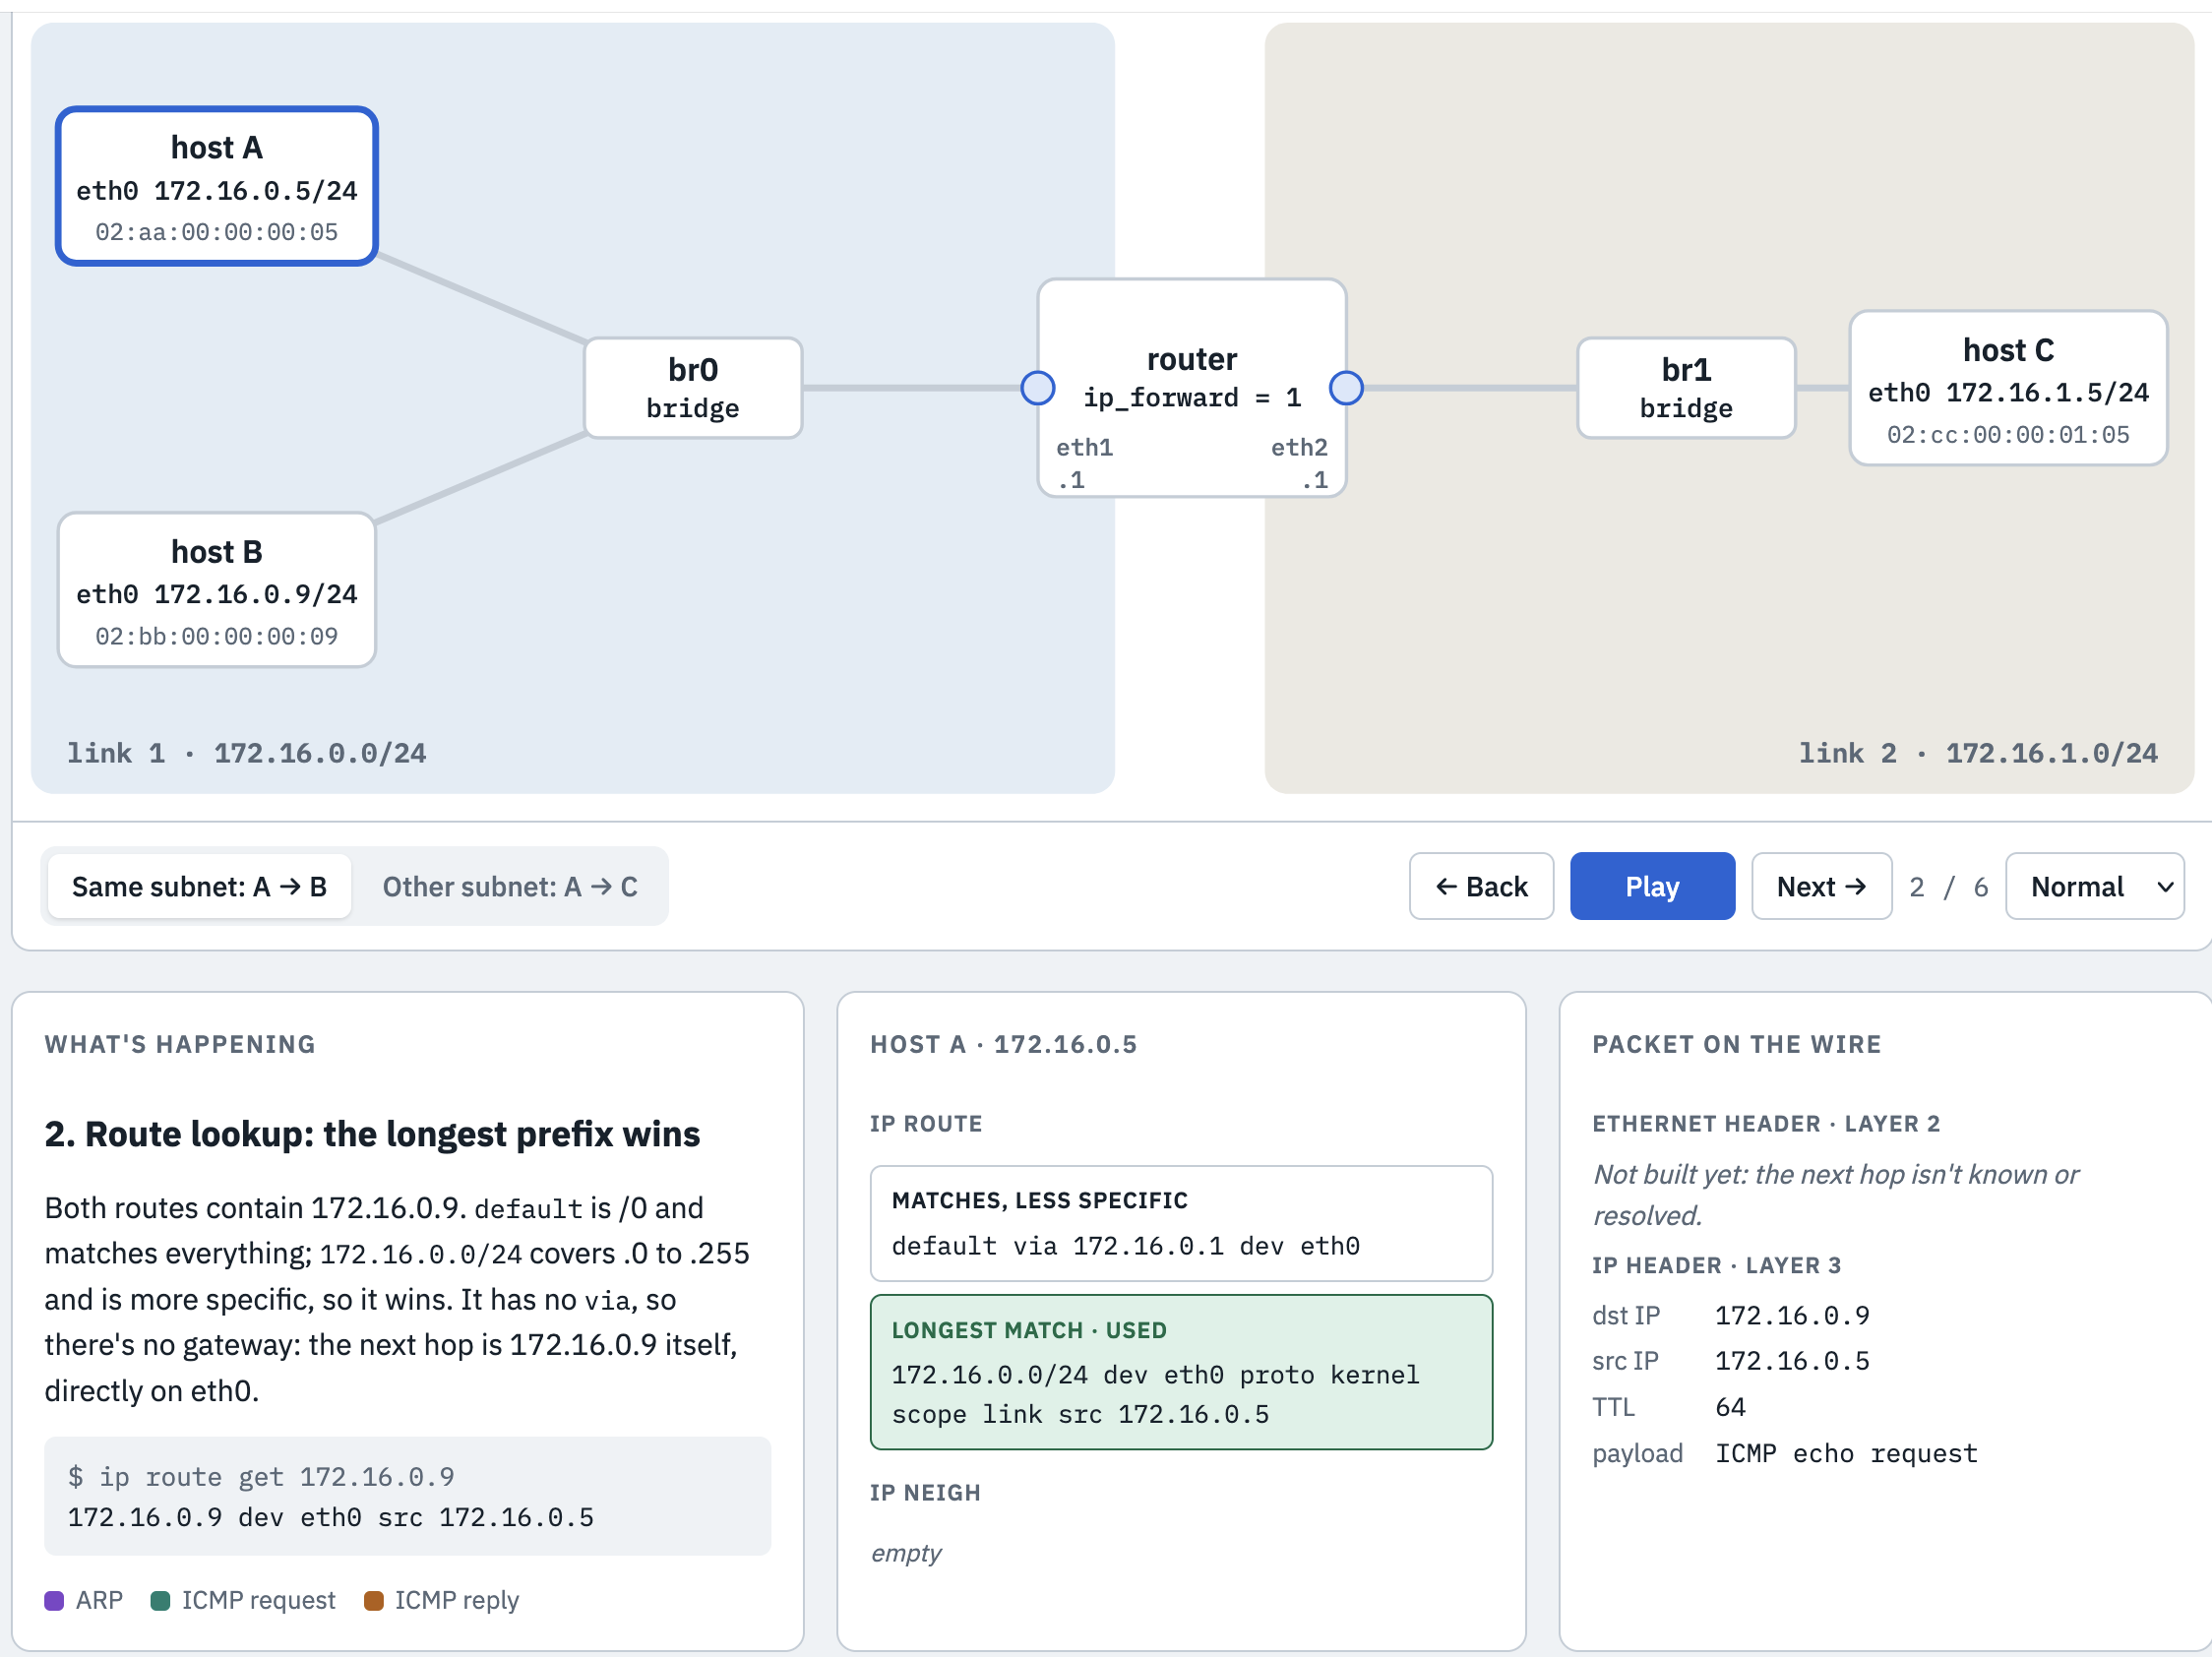 host A
eth0 172.16.0.5/24
02:aa:00:00:00:05
host B
eth0 172.16.0.9/24
02:bb:00:00:00:09
br0
bridge
router
ip_forward = 1
eth1
.1
eth2
.1
br1
bridge
host C
eth0 172.16.1.5/24
02:cc:00:00:01:05
link 1 · 172.16.0.0/24
link 2 · 172.16.1.0/24
Same subnet: A → B
Other subnet: A → C
← Back
Play
Next →
2 / 6
Normal
WHAT'S HAPPENING
2. Route lookup: the longest prefix wins
Both routes contain 172.16.0.9. default is /0 and
matches everything; 172.16.0.0/24 covers .0 to .255
and is more specific, so it wins. It has no via, so
there's no gateway: the next hop is 172.16.0.9 itself,
directly on eth0.
$ ip route get 172.16.0.9
172.16.0.9 dev eth0 src 172.16.0.5
ARP
ICMP request
ICMP reply
HOST A · 172.16.0.5
IP ROUTE
MATCHES, LESS SPECIFIC
default via 172.16.0.1 dev eth0
LONGEST MATCH · USED
172.16.0.0/24 dev eth0 proto kernel
scope link src 172.16.0.5
IP NEIGH
empty
PACKET ON THE WIRE
ETHERNET HEADER · LAYER 2
Not built yet: the next hop isn't known or
resolved.
IP HEADER · LAYER 3
dst IP 172.16.0.9
src IP 172.16.0.5
TTL 64
payload ICMP echo request